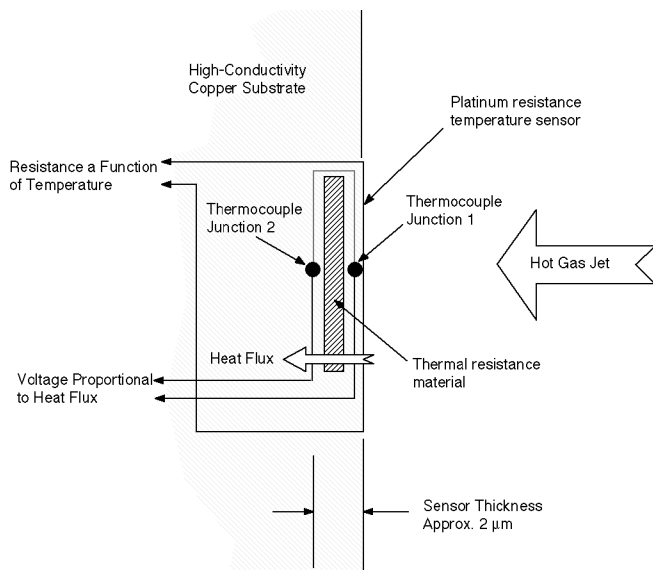 High-Conductivity
Copper Substrate
Platinum resistance
temperature sensor
Resistance a Function
of Temperature
Thermocouple
Junction 2
Thermocouple
Junction 1
Hot Gas Jet
Heat Flux
Thermal resistance
material
Voltage Proportional
to Heat Flux
Sensor Thickness
Approx. 2 μm